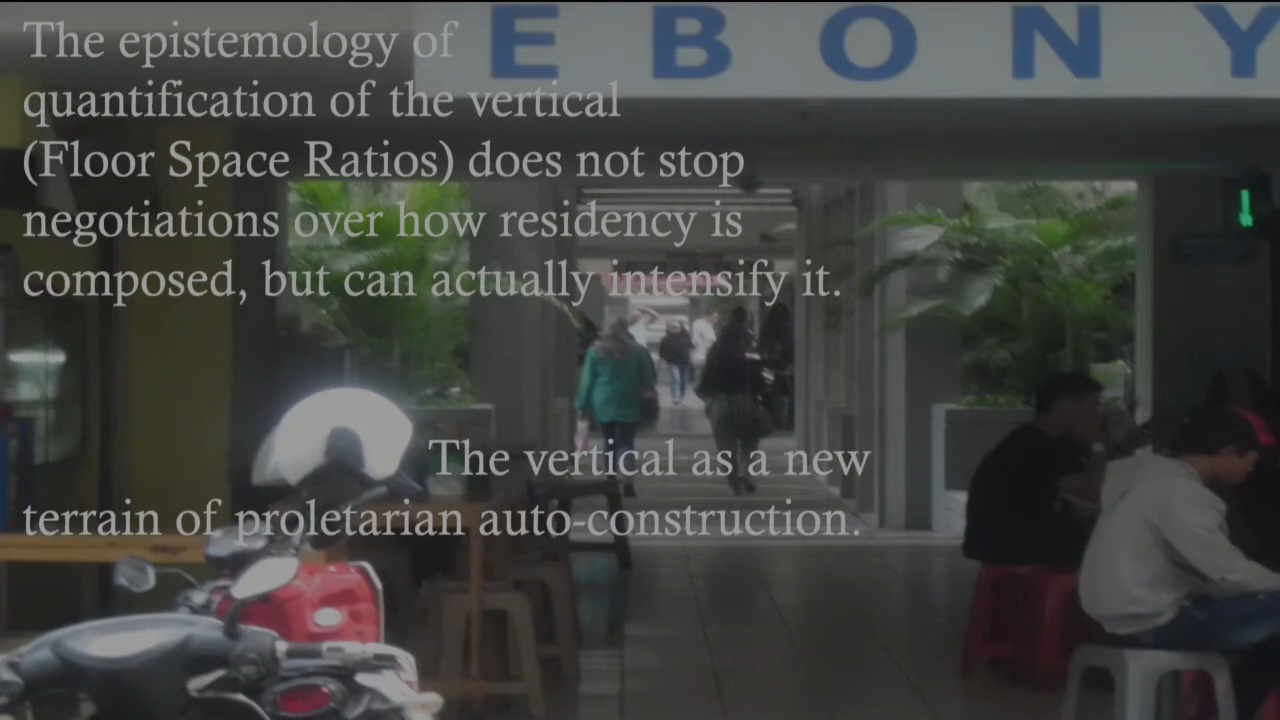 EBONY
The epistemology of
quantification of the vertical
(Floor Space Ratios) does not stop
negotiations over how residency is
composed, but can actually intensify it.
The vertical as a new
terrain of proletarian auto-construction.